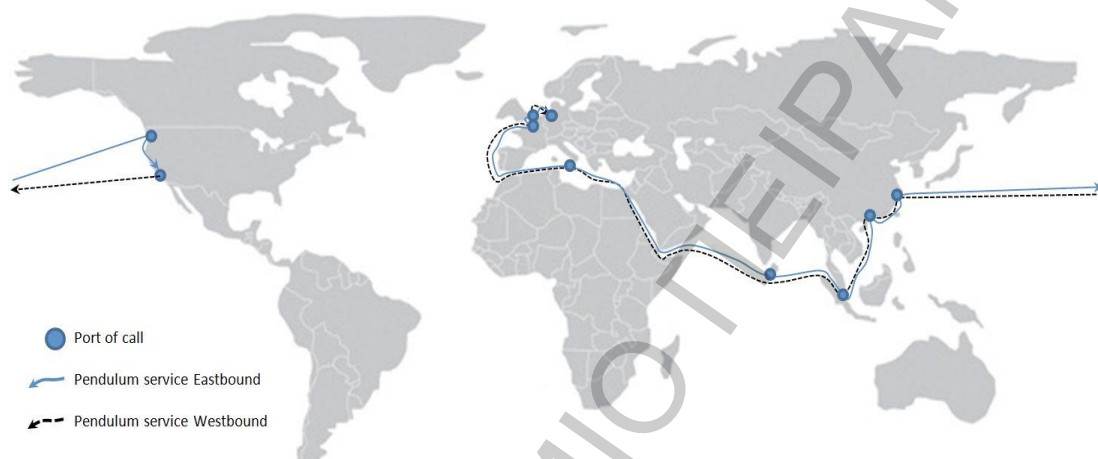 Port of call
Pendulum service Eastbound
Pendulum service Westbound